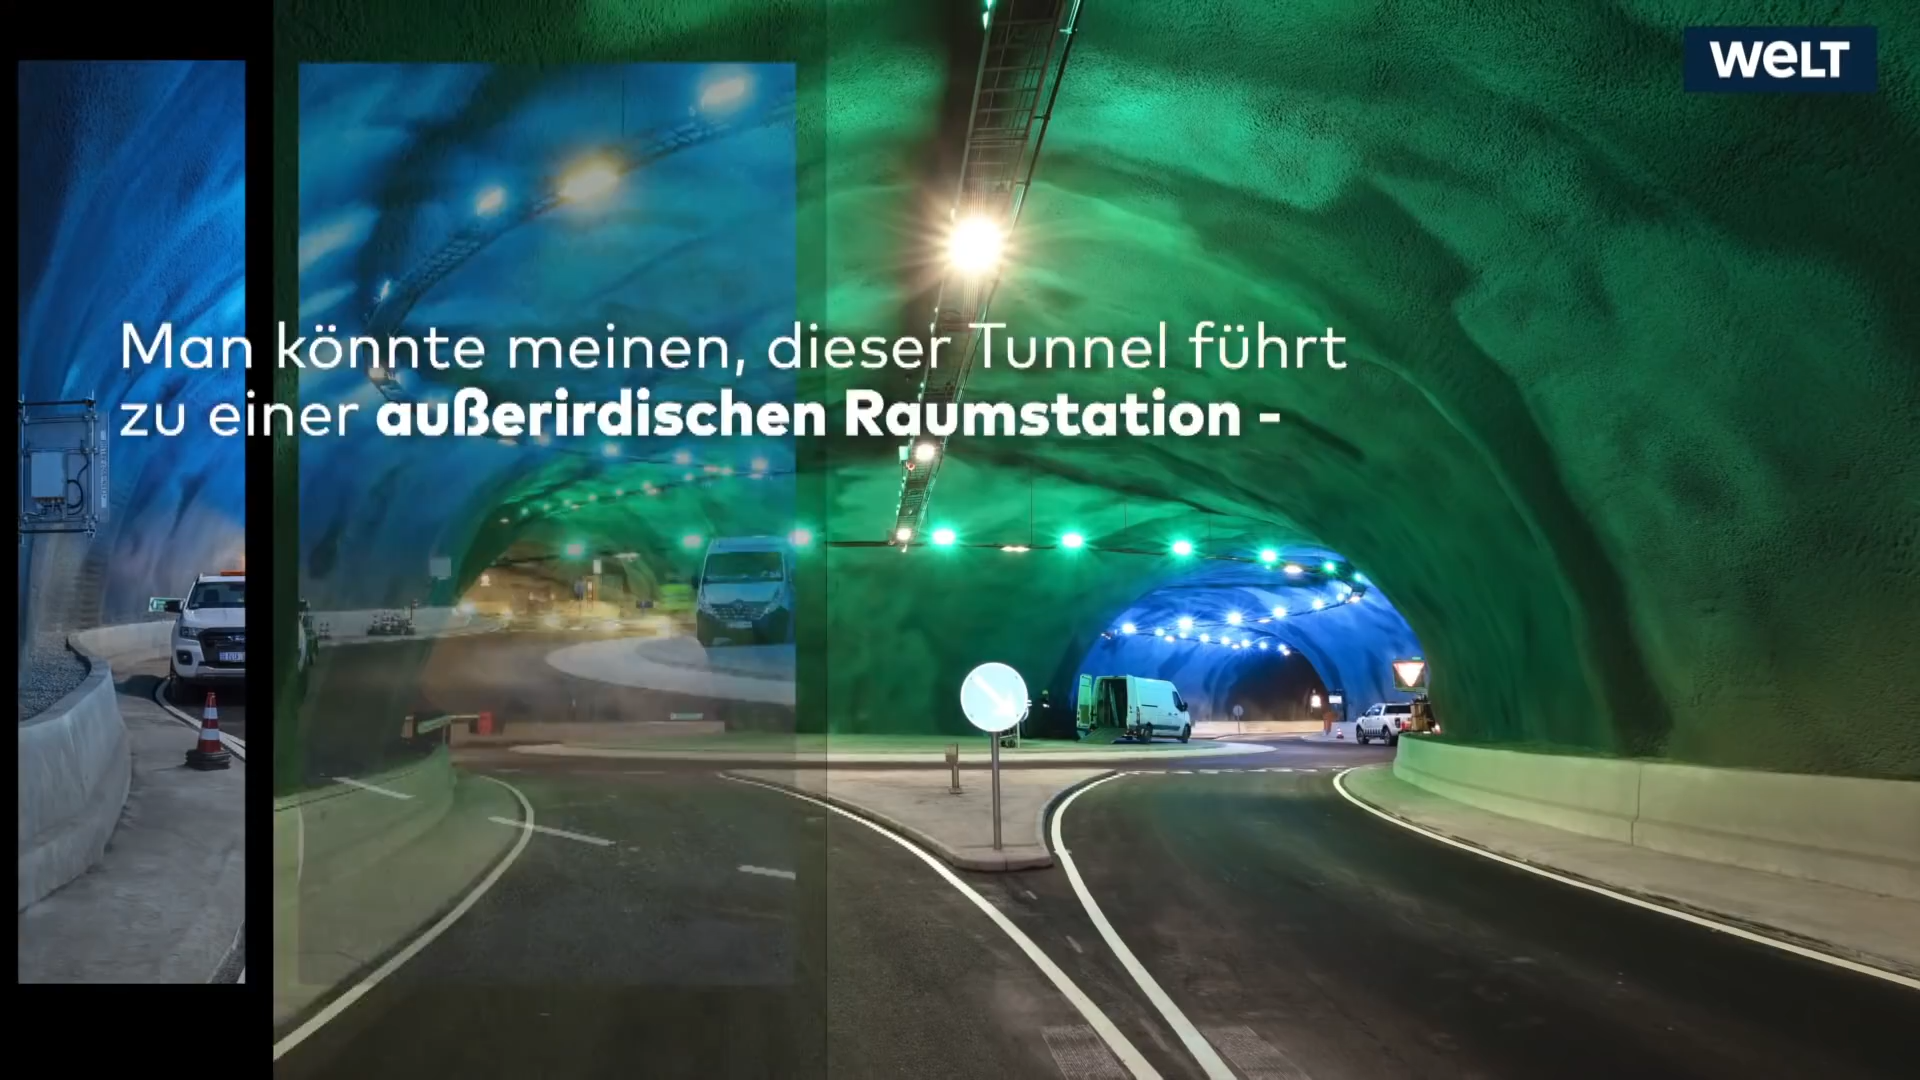 WELT
Man könnte meinen, dieser Tunnel führt
zu einer außerirdischen Raumstation -